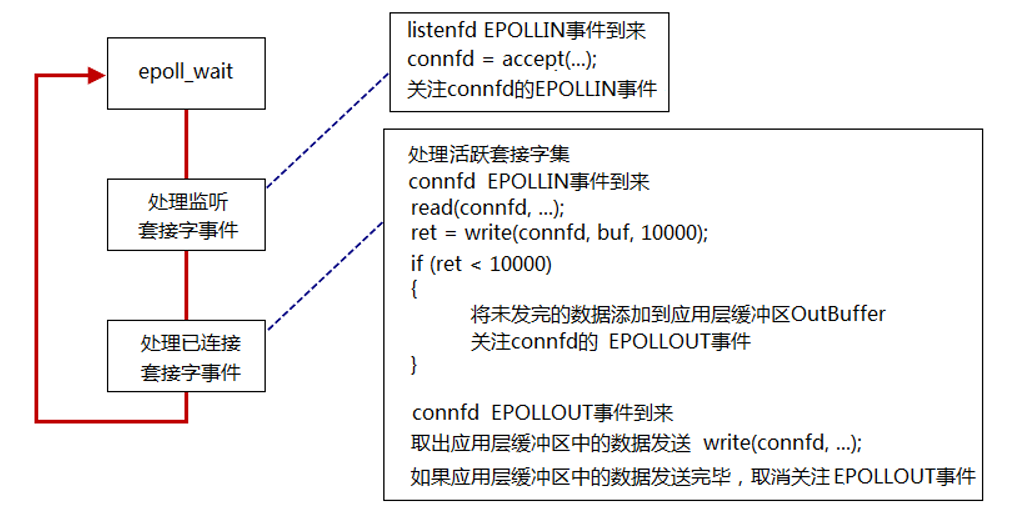 epoll_wait
处理监听
套接字事件
处理已连接
套接字事件
listenfd EPOLLIN事件到来
connfd = accept(...);
关注connfd的EPOLLIN事件
处理活跃套接字集
connfd EPOLLIN事件到来
read(connfd, ...);
ret = write(connfd, buf, 10000);
if (ret < 10000)
{
将未发完的数据添加到应用层缓冲区OutBuffer
关注connfd的 EPOLLOUT事件
}
connfd EPOLLOUT事件到来
取出应用层缓冲区中的数据发送 write(connfd, ...);
如果应用层缓冲区中的数据发送完毕，取消关注EPOLLOUT事件